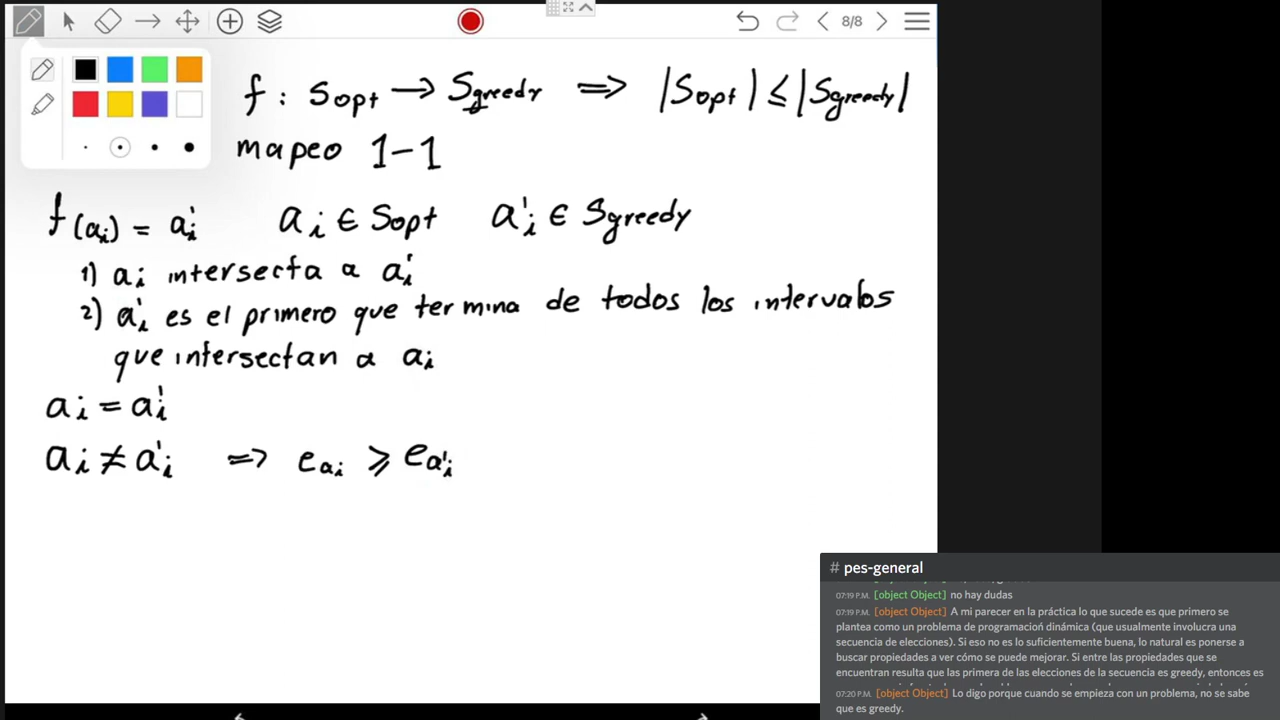 8/8
f : Sopt → Sgreedy ⇒ |Sopt| ≤ |Sgreedy|
mapeo 1-1
f(ai) = a'i ai ∈ Sopt a'i ∈ Sgreedy
1) ai intersecta a a'i
2) a'i es el primero que termina de todos los intervalos
que intersectan a ai
ai = a'i
ai ≠ a'i ⇒ eai ≥ ea'i
# pes-general
07:19 P.M. [object Object] no hay dudas
07:19 P.M. [object Object] A mi parecer en la práctica lo que sucede es que primero se
plantea como un problema de programación dinámica (que usualmente involucra una
secuencia de elecciones). Si eso no es lo suficientemente buena, lo natural es ponerse a
buscar propiedades a ver cómo se puede mejorar. Si entre las propiedades que se
encuentran resulta que las primera de las elecciones de la secuencia es greedy, entonces es
07:20 P.M. [object Object] Lo digo porque cuando se empieza con un problema, no se sabe
que es greedy.